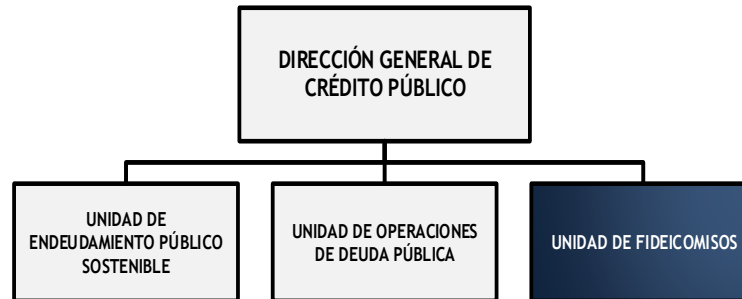 DIRECCIÓN GENERAL DE
CRÉDITO PÚBLICO
UNIDAD DE
ENDEUDAMIENTO PÚBLICO
SOSTENIBLE
UNIDAD DE OPERACIONES
DE DEUDA PÚBLICA
UNIDAD DE FIDEICOMISOS